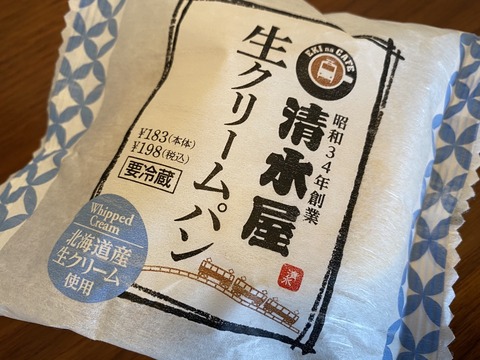 EKI na CAFE
昭和34年創業
清水屋
生クリームパン
¥183(本体)
¥198(税込)
要冷蔵
Whipped
Cream
北海道産
生クリーム
使用
清水